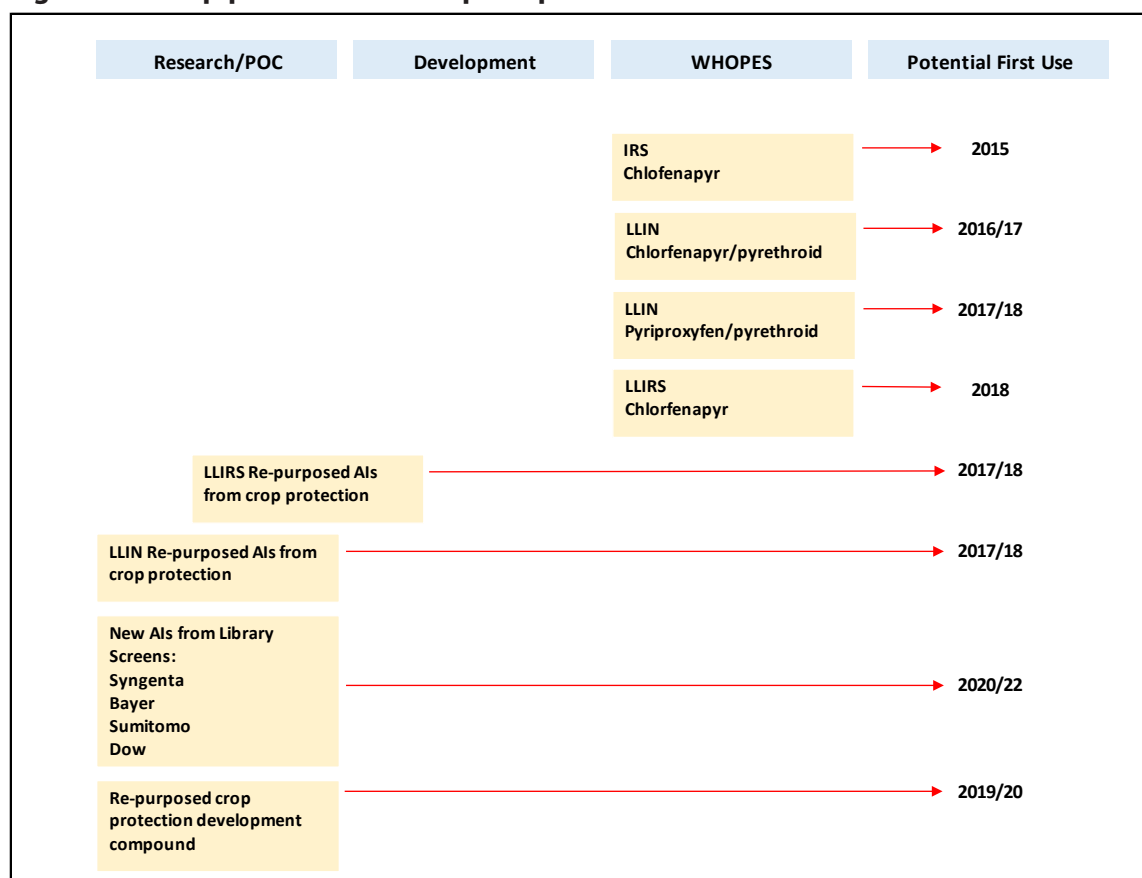 Research/POC Development WHOPES Potential First Use
IRS
Chlofenapyr
2015
LLIN
Chlorfenapyr/pyrethroid
2016/17
LLIN
Pyriproxyfen/pyrethroid
2017/18
LLIRS
Chlorfenapyr
2018
LLIRS Re-purposed AIs
from crop protection
2017/18
LLIN Re-purposed AIs from
crop protection
2017/18
New AIs from Library
Screens:
Syngenta
Bayer
Sumitomo
Dow
2020/22
Re-purposed crop
protection development
compound
2019/20